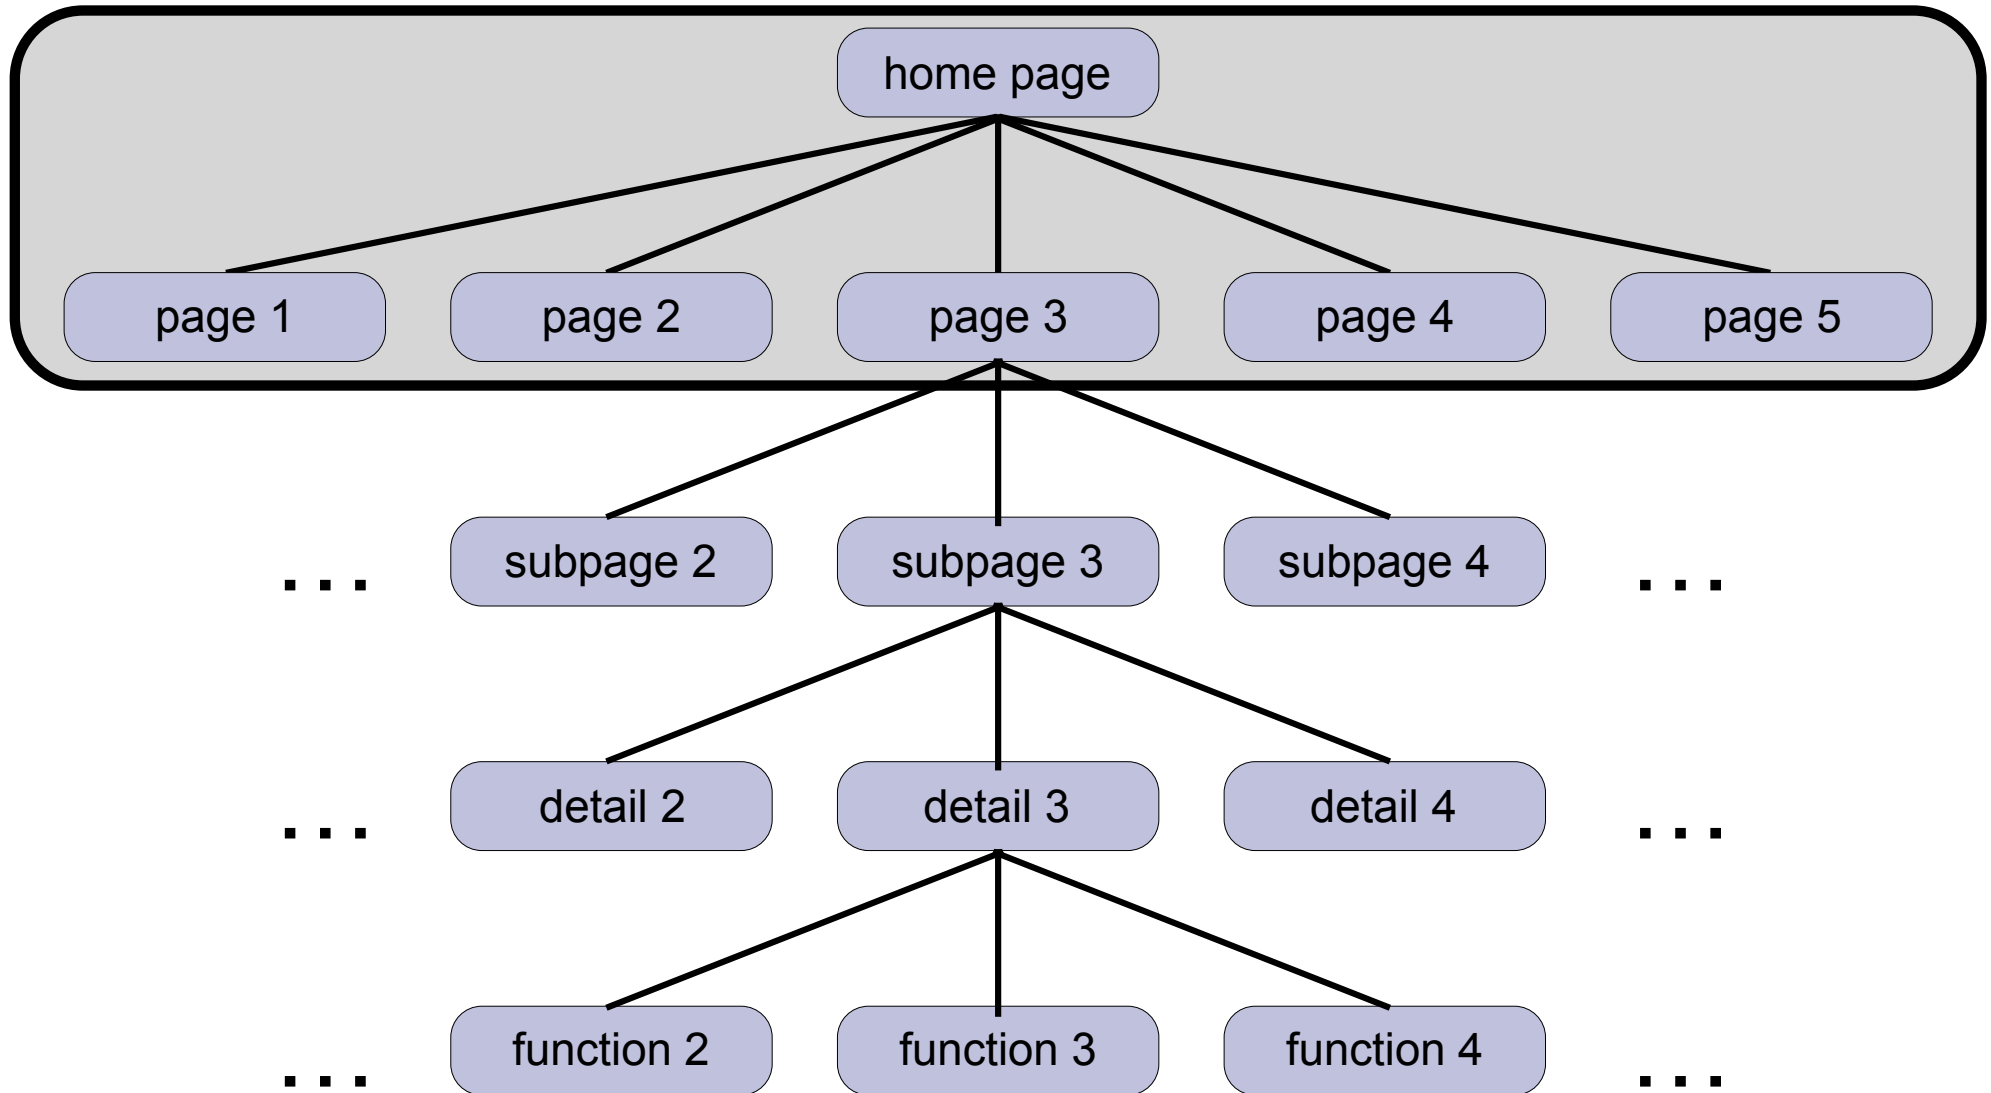 home page
page 1 page 2 page 3 page 4 page 5
... subpage 2 subpage 3 subpage 4 ...
... detail 2 detail 3 detail 4 ...
... function 2 function 3 function 4 ...